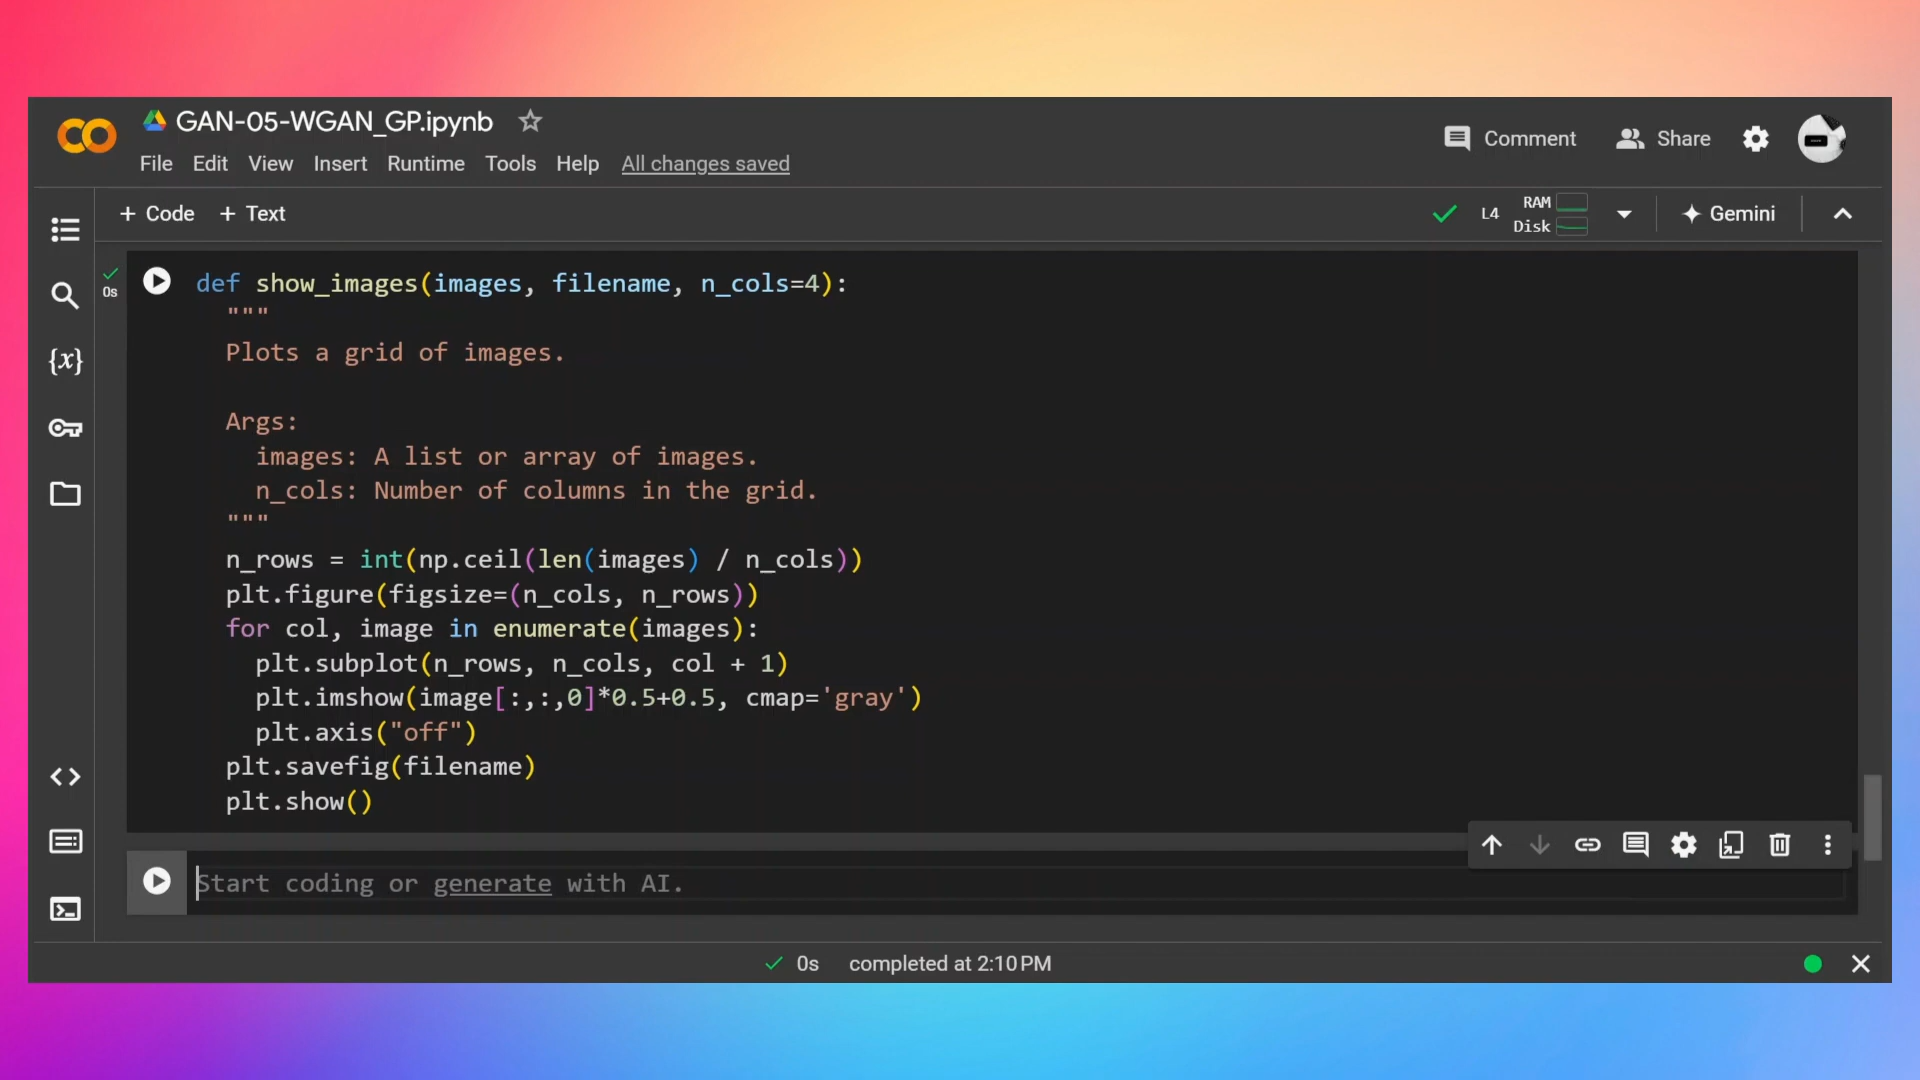 GAN-05-WGAN_GP.ipynb
File Edit View Insert Runtime Tools Help All changes saved
Comment Share
+ Code + Text
L4 RAM Disk Gemini
0s
def show_images(images, filename, n_cols=4):
  """
  Plots a grid of images.

  Args:
    images: A list or array of images.
    n_cols: Number of columns in the grid.
  """
  n_rows = int(np.ceil(len(images) / n_cols))
  plt.figure(figsize=(n_cols, n_rows))
  for col, image in enumerate(images):
    plt.subplot(n_rows, n_cols, col + 1)
    plt.imshow(image[:,:,0]*0.5+0.5, cmap='gray')
    plt.axis("off")
  plt.savefig(filename)
  plt.show()
Start coding or generate with AI.
0s completed at 2:10 PM